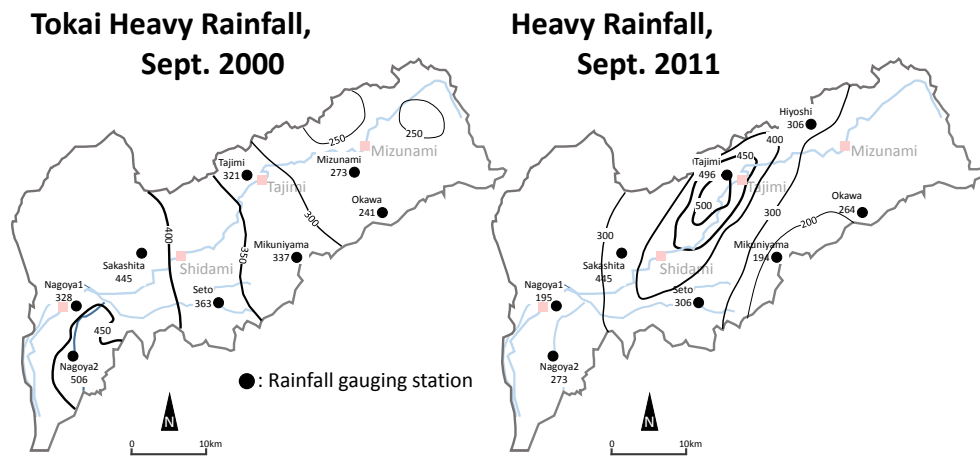 Tokai Heavy Rainfall,
Sept. 2000
250
250
Mizunami
Tajimi
321
Mizunami
273
Tajimi
300
Okawa
241
400
350
Mikuniyama
337
Sakashita
445
Shidami
Nagoya1
328
Seto
363
450
Nagoya2
506
: Rainfall gauging station
N
0
10km
Heavy Rainfall,
Sept. 2011
Hiyoshi
306
400
Mizunami
Tajimi
496
450
Tajimi
500
300
Okawa
264
200
300
Mikuniyama
194
Sakashita
445
Shidami
Nagoya1
195
Seto
306
Nagoya2
273
N
0
10km